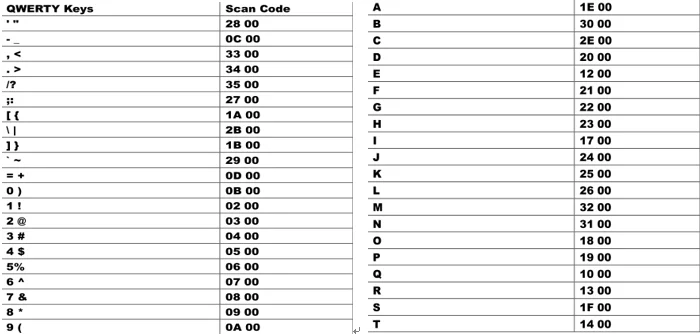 QWERTY Keys Scan Code
' " 28 00
- _ 0C 00
, < 33 00
. > 34 00
/? 35 00
;: 27 00
[ { 1A 00
\ | 2B 00
] } 1B 00
` ~ 29 00
= + 0D 00
0 ) 0B 00
1 ! 02 00
2 @ 03 00
3 # 04 00
4 $ 05 00
5% 06 00
6 ^ 07 00
7 & 08 00
8 * 09 00
9 ( 0A 00
A 1E 00
B 30 00
C 2E 00
D 20 00
E 12 00
F 21 00
G 22 00
H 23 00
I 17 00
J 24 00
K 25 00
L 26 00
M 32 00
N 31 00
O 18 00
P 19 00
Q 10 00
R 13 00
S 1F 00
T 14 00